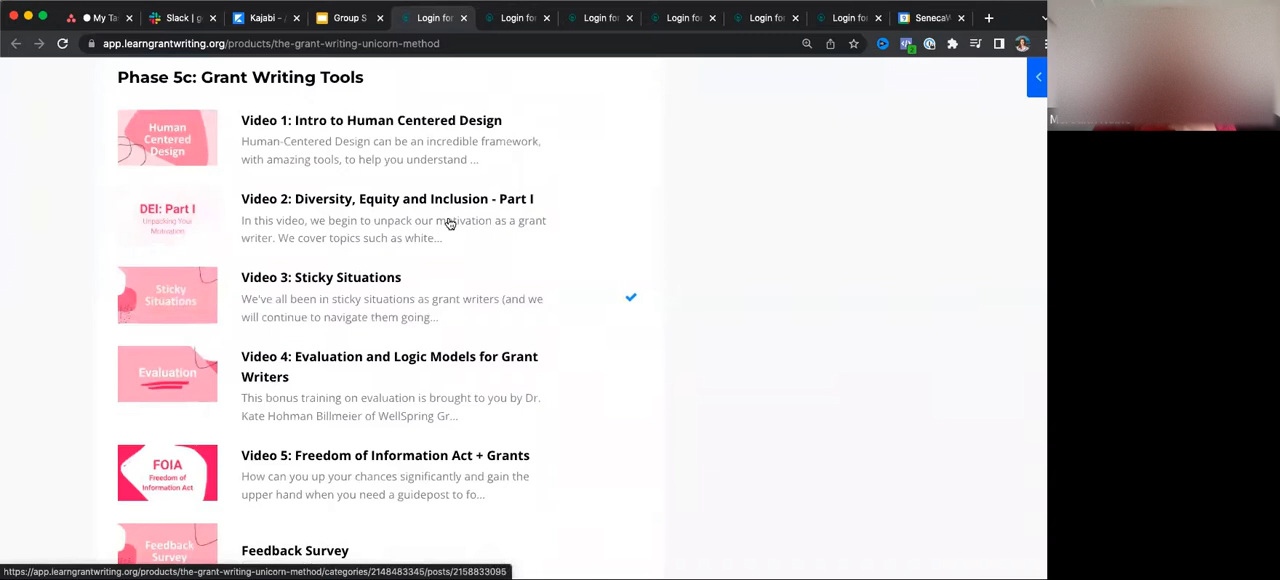 My Ta
Slack | g
Kajabi - /
Group S
Login for
Login for
Login for
Login for
Login for
Login for
9
SenecaW
app.learngrantwriting.org/products/the-grant-writing-unicorn-method
2
Phase 5c: Grant Writing Tools
Human
Centered
Design
Video 1: Intro to Human Centered Design
Human-Centered Design can be an incredible framework,
with amazing tools, to help you understand ...
DEI: Part I
Unpacking Your
Motivation
Video 2: Diversity, Equity and Inclusion - Part I
In this video, we begin to unpack our motivation as a grant
writer. We cover topics such as white...
Sticky
Situations
Video 3: Sticky Situations
We've all been in sticky situations as grant writers (and we
will continue to navigate them going...
Evaluation
Video 4: Evaluation and Logic Models for Grant
Writers
This bonus training on evaluation is brought to you by Dr.
Kate Hohman Billmeier of WellSpring Gr...
FOIA
Freedom of
Information Act
Video 5: Freedom of Information Act + Grants
How can you up your chances significantly and gain the
upper hand when you need a guidepost to fo...
Feedback
Survey
Feedback Survey
https://app.learngrantwriting.org/products/the-grant-writing-unicorn-method/categories/2148483345/posts/2158833095